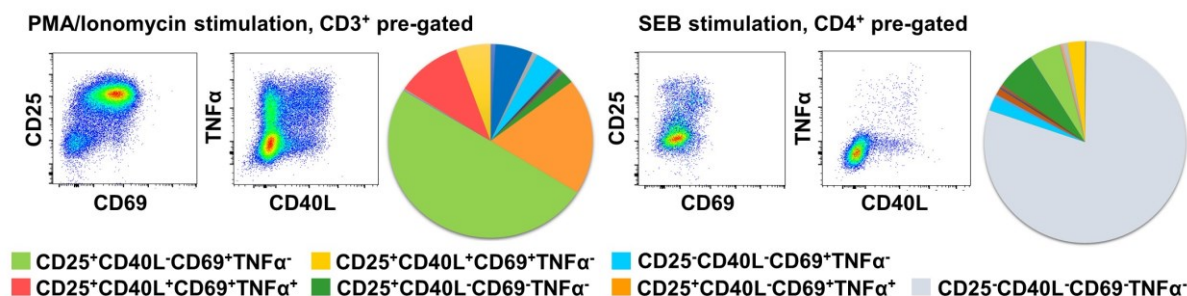 PMA/Ionomycin stimulation, CD3⁺ pre-gated
SEB stimulation, CD4⁺ pre-gated
CD25
CD69
TNFα
CD40L
CD25
CD69
TNFα
CD40L
CD25⁺CD40L⁻CD69⁺TNFα⁻
CD25⁺CD40L⁺CD69⁺TNFα⁻
CD25⁻CD40L⁻CD69⁺TNFα⁻
CD25⁺CD40L⁺CD69⁺TNFα⁺
CD25⁺CD40L⁻CD69⁻TNFα⁻
CD25⁺CD40L⁻CD69⁺TNFα⁺
CD25⁻CD40L⁻CD69⁻TNFα⁻